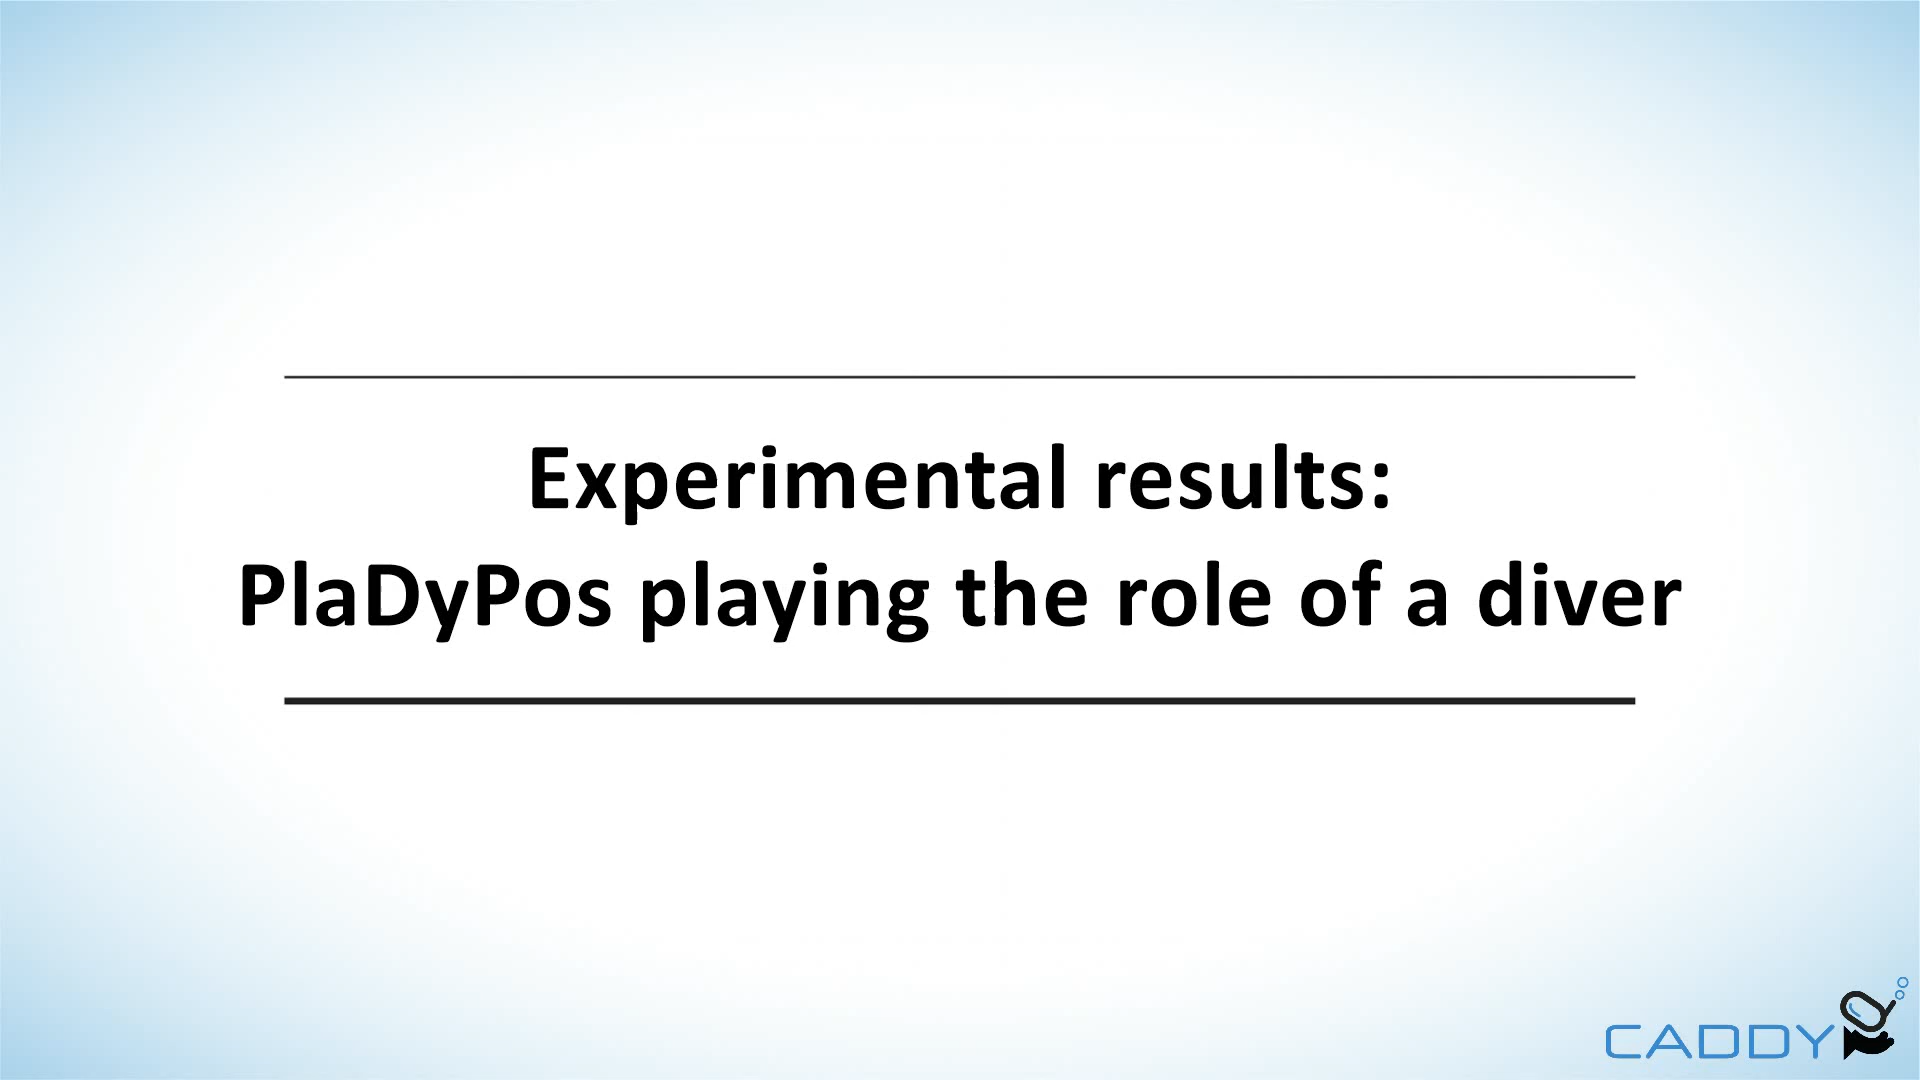 Experimental results:
PlaDyPos playing the role of a diver
CADDY